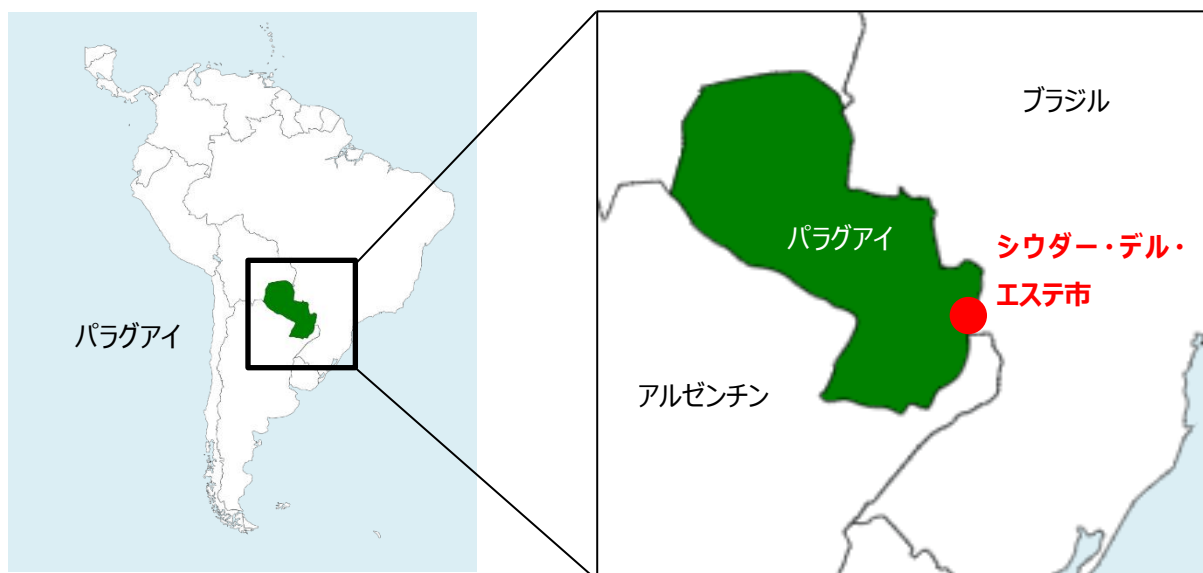 パラグアイ
ブラジル
パラグアイ
シウダー・デル・
エステ市
アルゼンチン